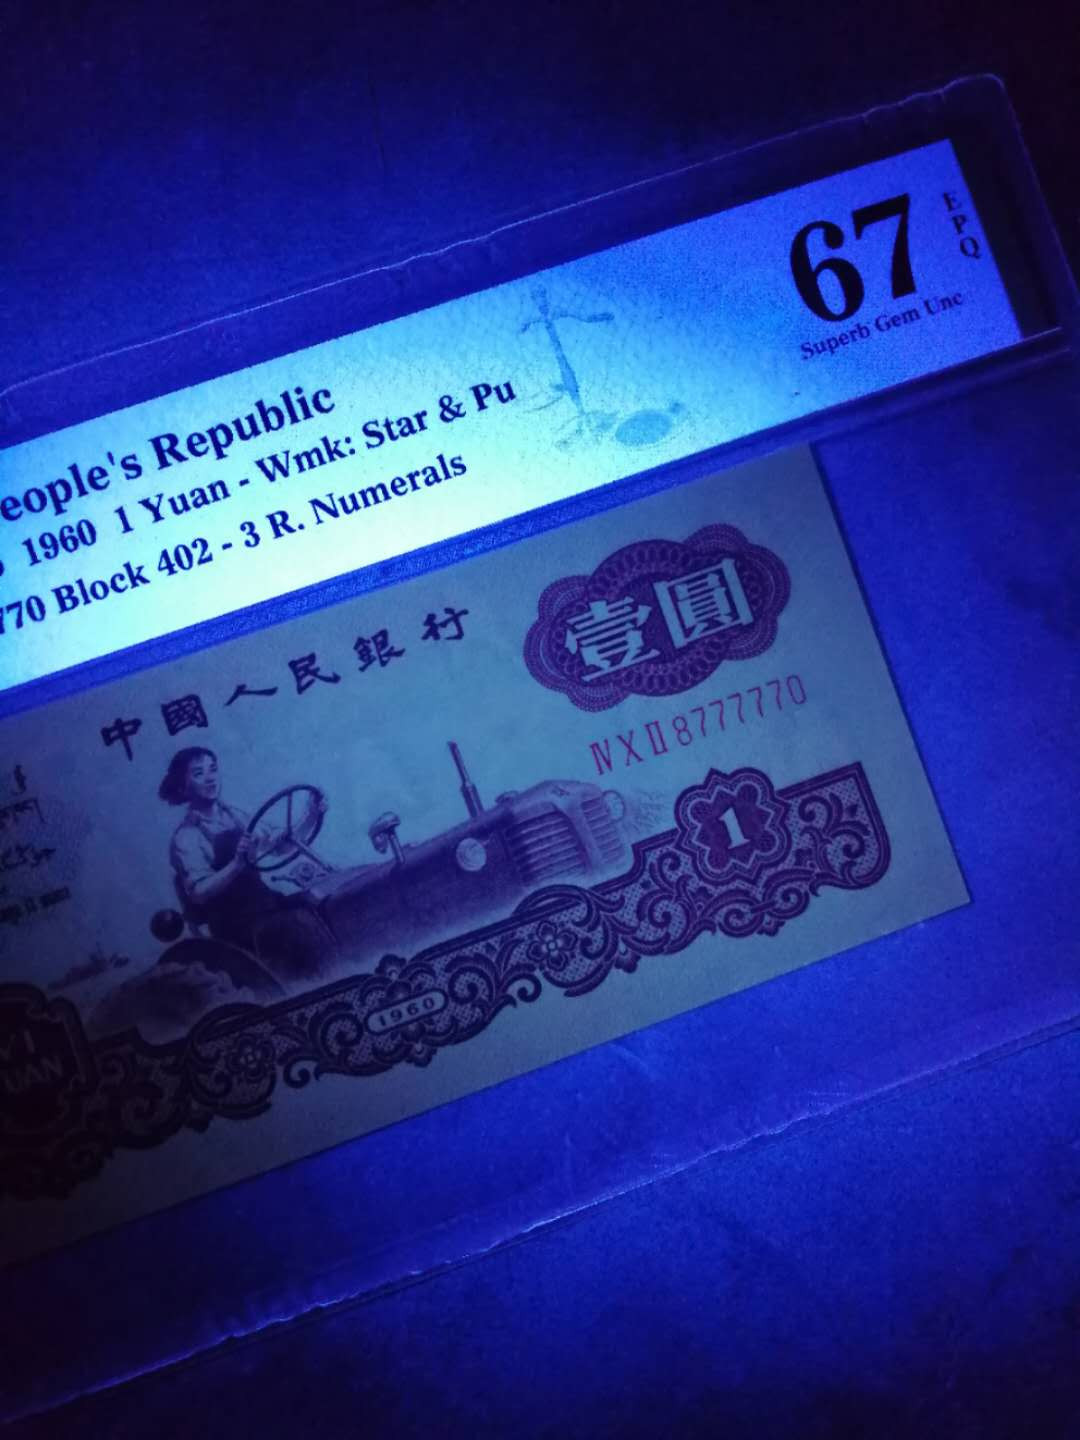 67
EPQ
Superb Gem Unc
eople's Republic
1960 1 Yuan - Wmk: Star & Pu
770 Block 402 - 3 R. Numerals
中國人民銀行
壹圓
ⅣⅩⅡ8777770
1
1960
YUAN